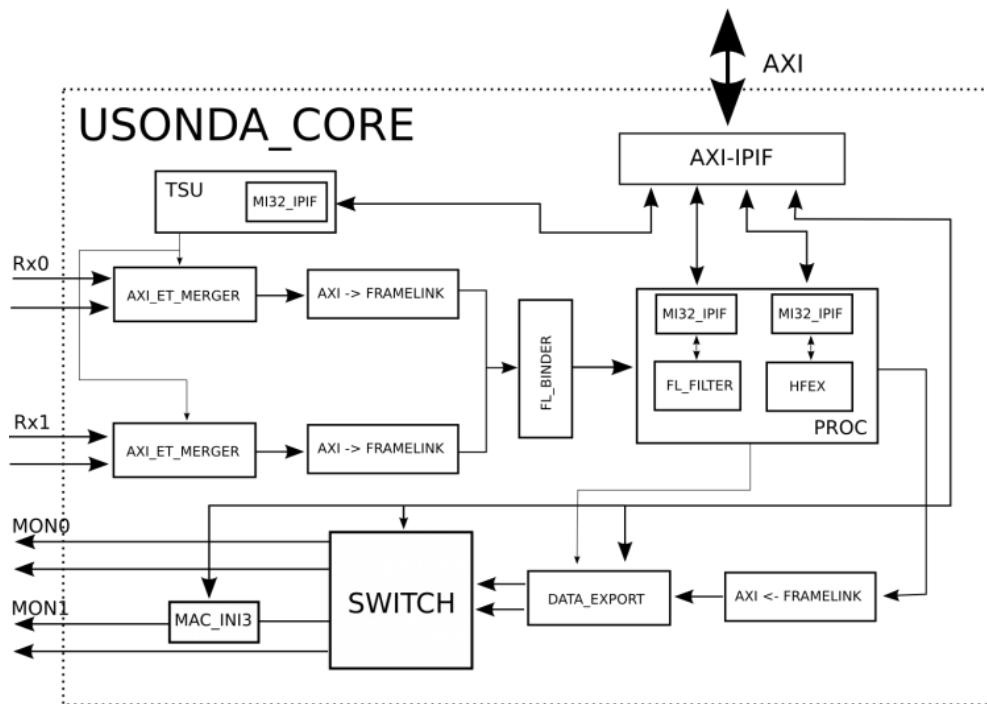 AXI
USONDA_CORE
AXI-IPIF
TSU
MI32_IPIF
Rx0
AXI_ET_MERGER
AXI -> FRAMELINK
FL_BINDER
MI32_IPIF
MI32_IPIF
FL_FILTER
HFEX
PROC
Rx1
AXI_ET_MERGER
AXI -> FRAMELINK
MON0
MON1
MAC_INI3
SWITCH
DATA_EXPORT
AXI <- FRAMELINK